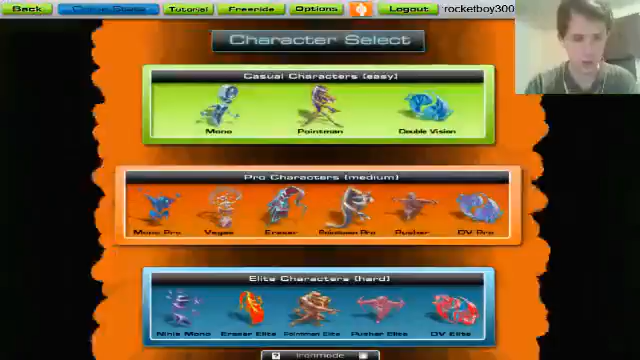 Back
Tutorial Freeride Options Logout rocketboy300
Character Select
Casual Characters (easy)
Mono Pointman Double Vision
Pro Characters (medium)
Mono Pro Vegas Eraser Pointman Pro Pusher DV Pro
Elite Characters (hard)
Ninja Mono Eraser Elite Pointman Elite Pusher Elite DV Elite
? Ironmode